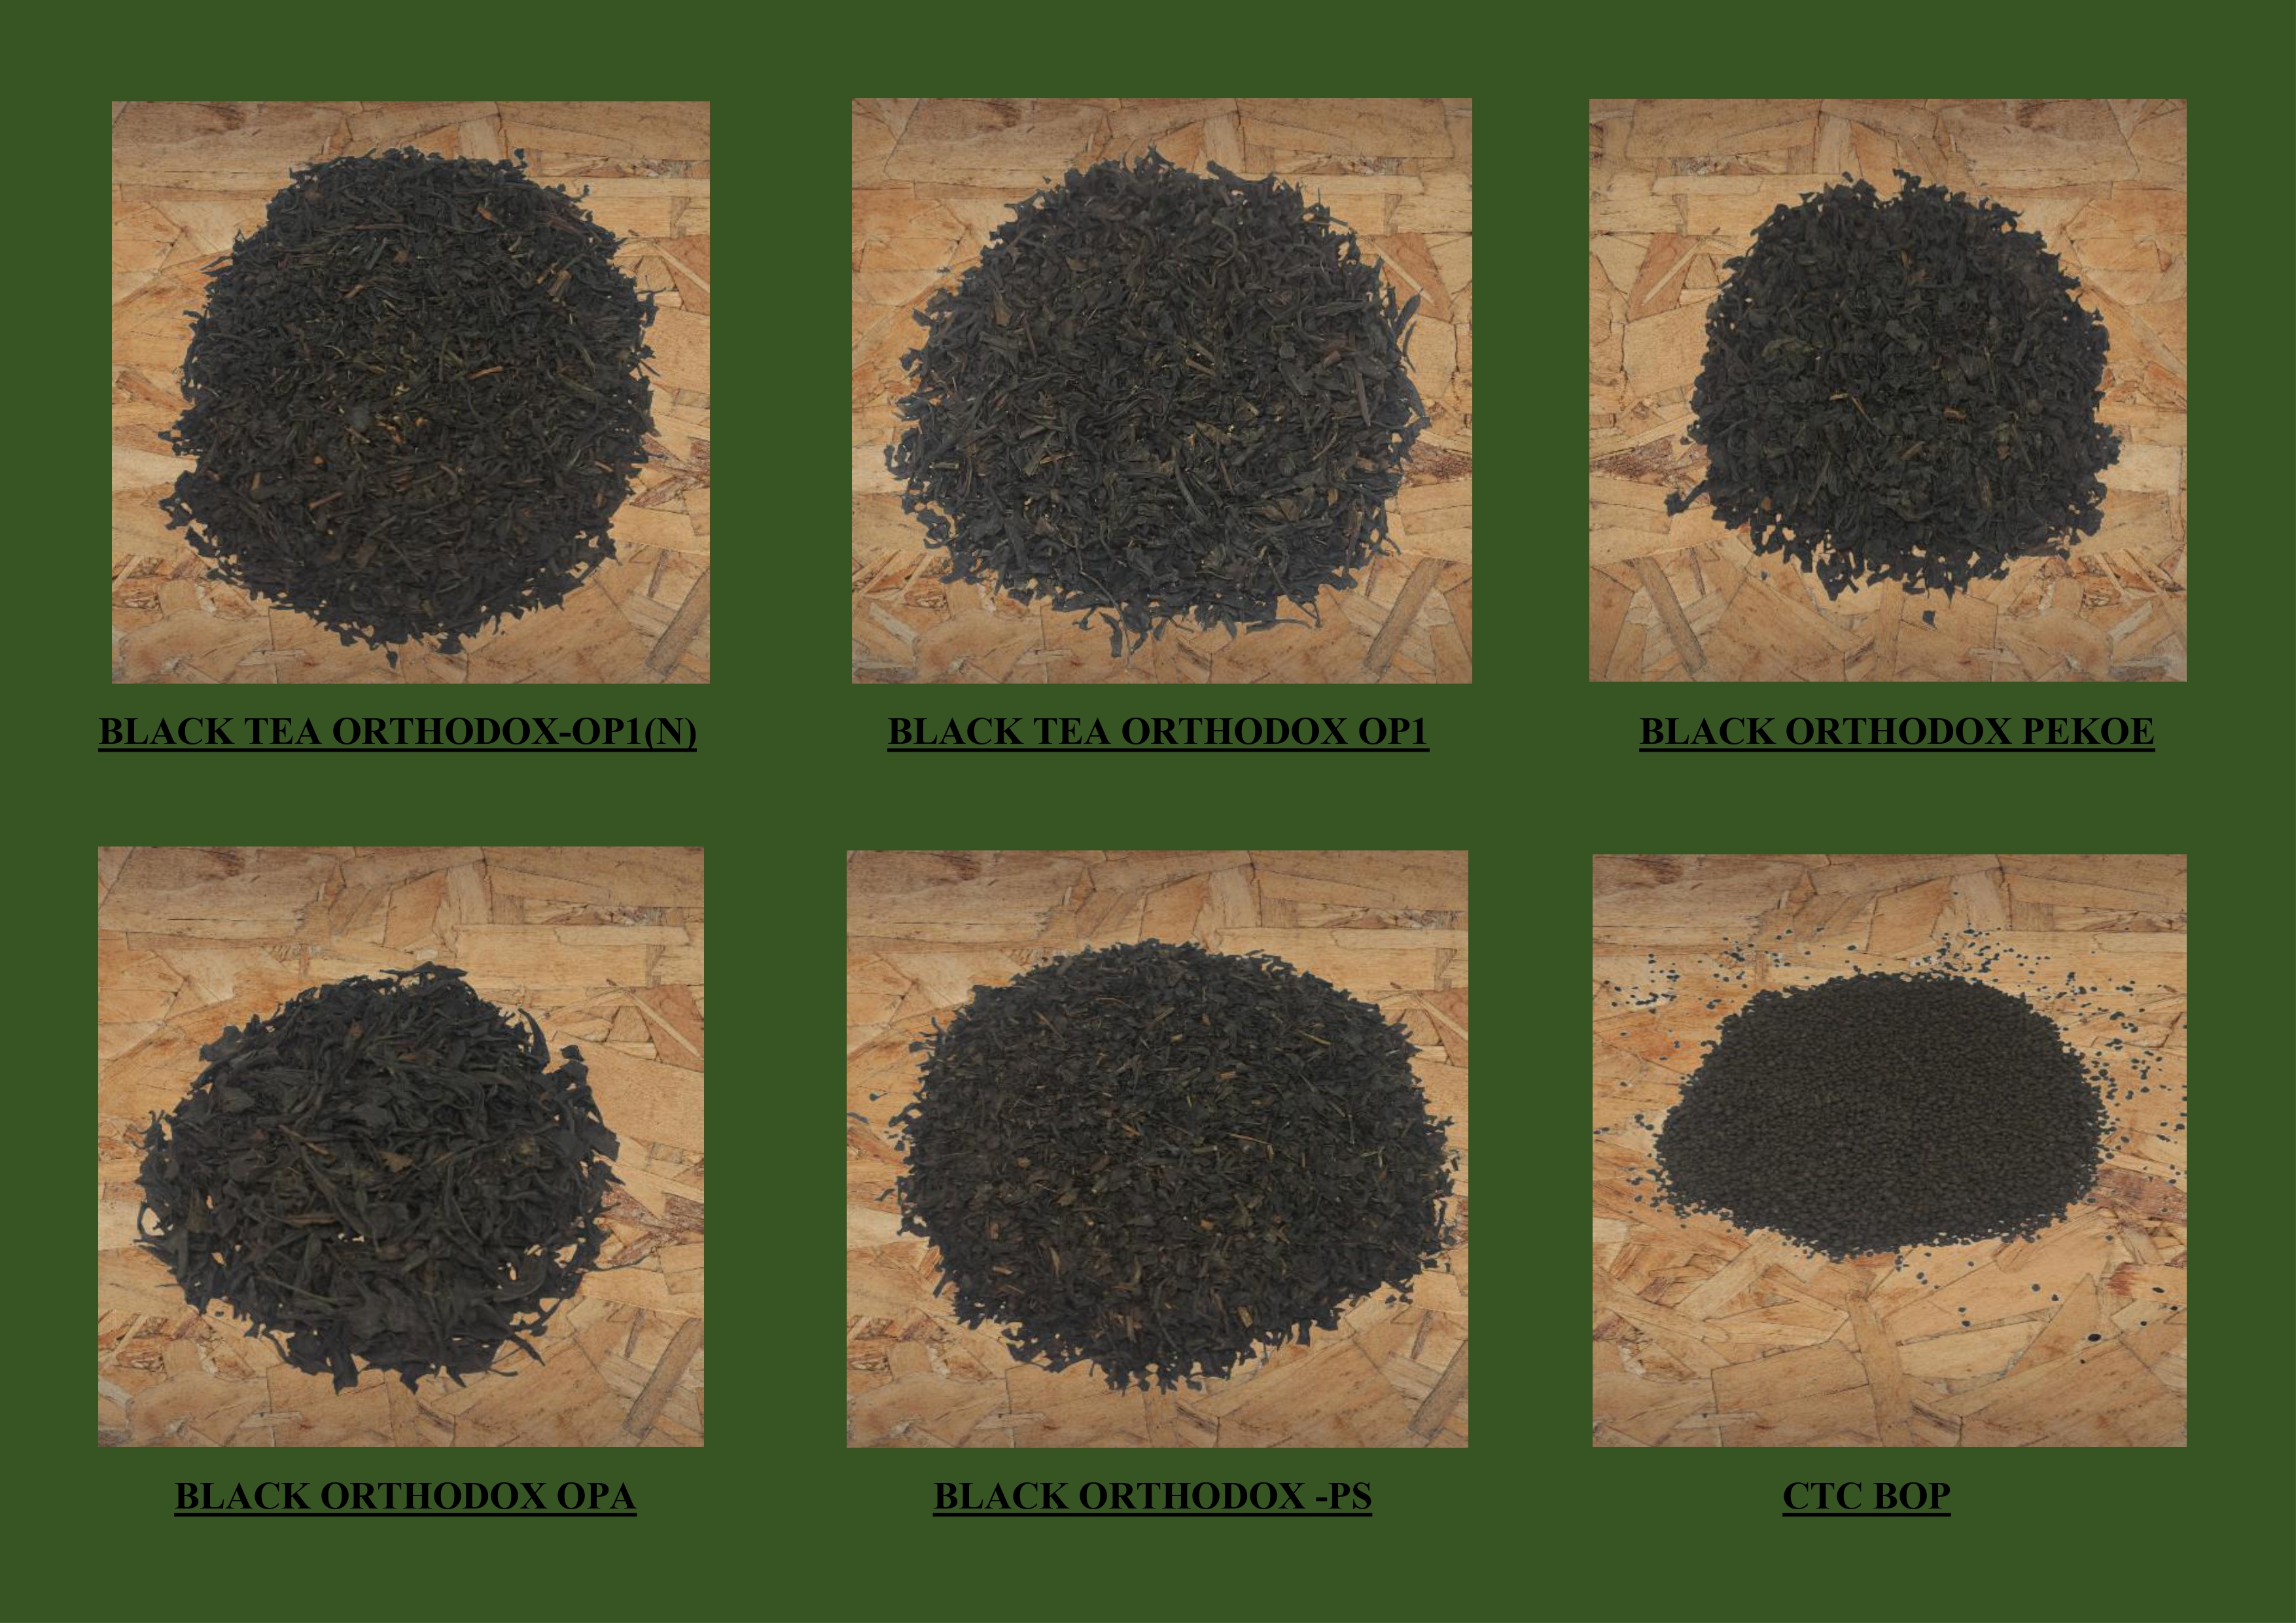 BLACK TEA ORTHODOX-OP1(N)
BLACK TEA ORTHODOX OP1
BLACK ORTHODOX PEKOE
BLACK ORTHODOX OPA
BLACK ORTHODOX -PS
CTC BOP